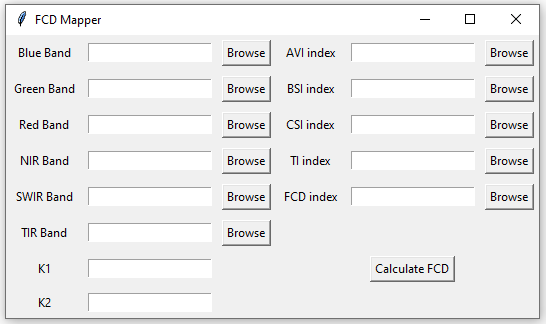 FCD Mapper
Blue Band Browse AVI index Browse
Green Band Browse BSI index Browse
Red Band Browse CSI index Browse
NIR Band Browse TI index Browse
SWIR Band Browse FCD index Browse
TIR Band Browse
K1 Calculate FCD
K2